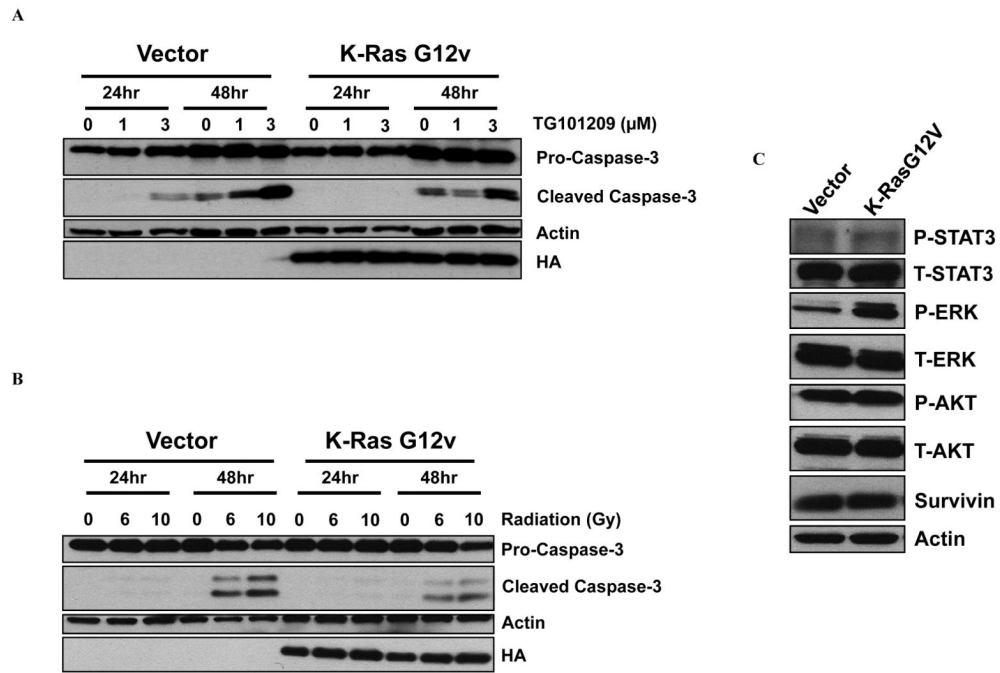 A
Vector K-Ras G12v
24hr 48hr 24hr 48hr
0 1 3 0 1 3 0 1 3 0 1 3 TG101209 (μM)
Pro-Caspase-3
Cleaved Caspase-3
Actin
HA
B
Vector K-Ras G12v
24hr 48hr 24hr 48hr
0 6 10 0 6 10 0 6 10 0 6 10 Radiation (Gy)
Pro-Caspase-3
Cleaved Caspase-3
Actin
HA
C
Vector K-RasG12V
P-STAT3
T-STAT3
P-ERK
T-ERK
P-AKT
T-AKT
Survivin
Actin